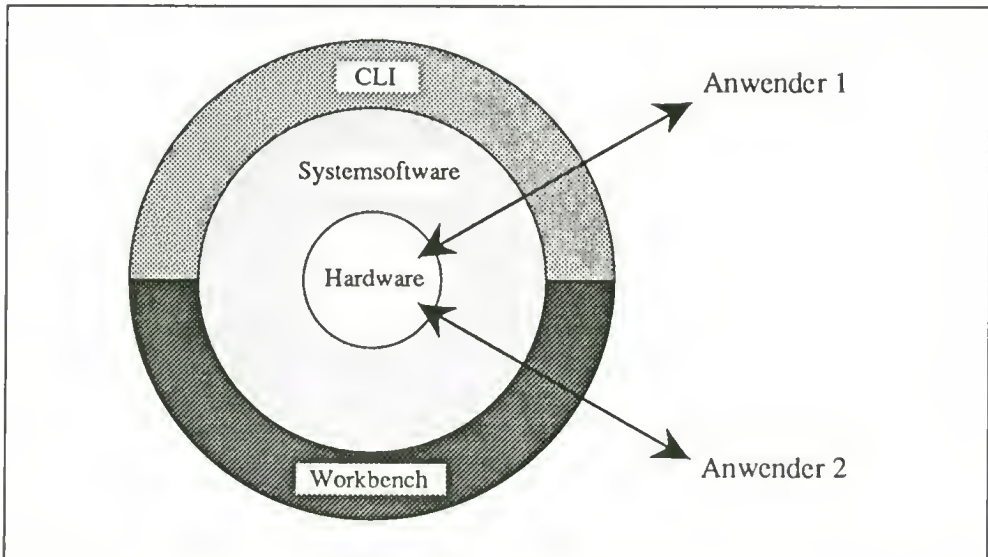 CLI
Anwender 1
Systemsoftware
Hardware
Workbench
Anwender 2